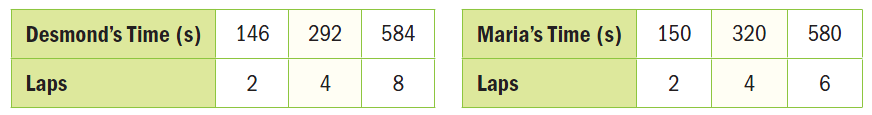 Desmond's Time (s) 146 292 584
Laps 2 4 8
Maria's Time (s) 150 320 580
Laps 2 4 6